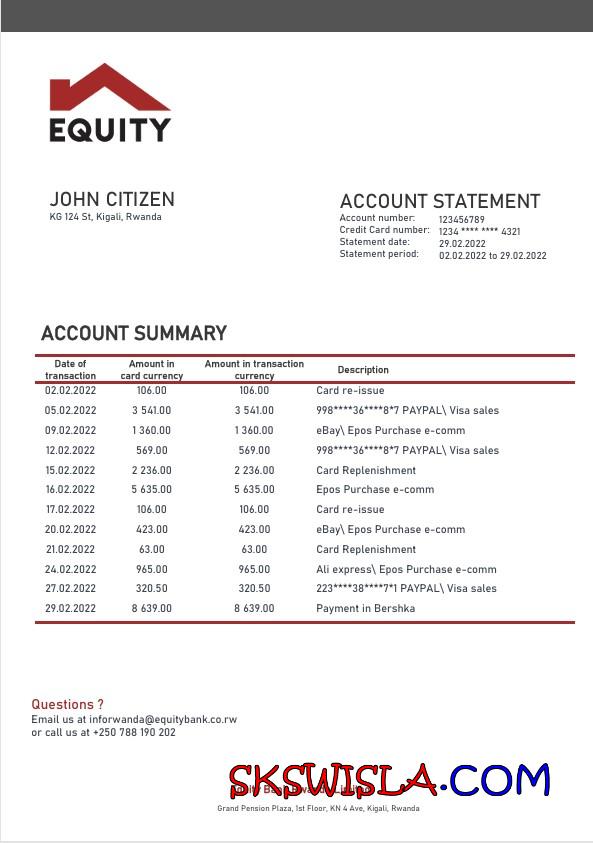 EQUITY
JOHN CITIZEN
KG 124 St, Kigali, Rwanda
ACCOUNT STATEMENT
Account number: 123456789
Credit Card number: 1234 **** **** 4321
Statement date: 29.02.2022
Statement period: 02.02.2022 to 29.02.2022
ACCOUNT SUMMARY
Date of transaction Amount in card currency Amount in transaction currency Description
02.02.2022 106.00 106.00 Card re-issue
05.02.2022 3 541.00 3 541.00 998****36****8*7 PAYPAL\ Visa sales
09.02.2022 1 360.00 1 360.00 eBay\ Epos Purchase e-comm
12.02.2022 569.00 569.00 998****36****8*7 PAYPAL\ Visa sales
15.02.2022 2 236.00 2 236.00 Card Replenishment
16.02.2022 5 635.00 5 635.00 Epos Purchase e-comm
17.02.2022 106.00 106.00 Card re-issue
20.02.2022 423.00 423.00 eBay\ Epos Purchase e-comm
21.02.2022 63.00 63.00 Card Replenishment
24.02.2022 965.00 965.00 Ali express\ Epos Purchase e-comm
27.02.2022 320.50 320.50 223****38****7*1 PAYPAL\ Visa sales
29.02.2022 8 639.00 8 639.00 Payment in Bershka
Questions ?
Email us at inforwanda@equitybank.co.rw
or call us at +250 788 190 202
SKSWISLA.COM
Grand Pension Plaza, 1st Floor, KN 4 Ave, Kigali, Rwanda